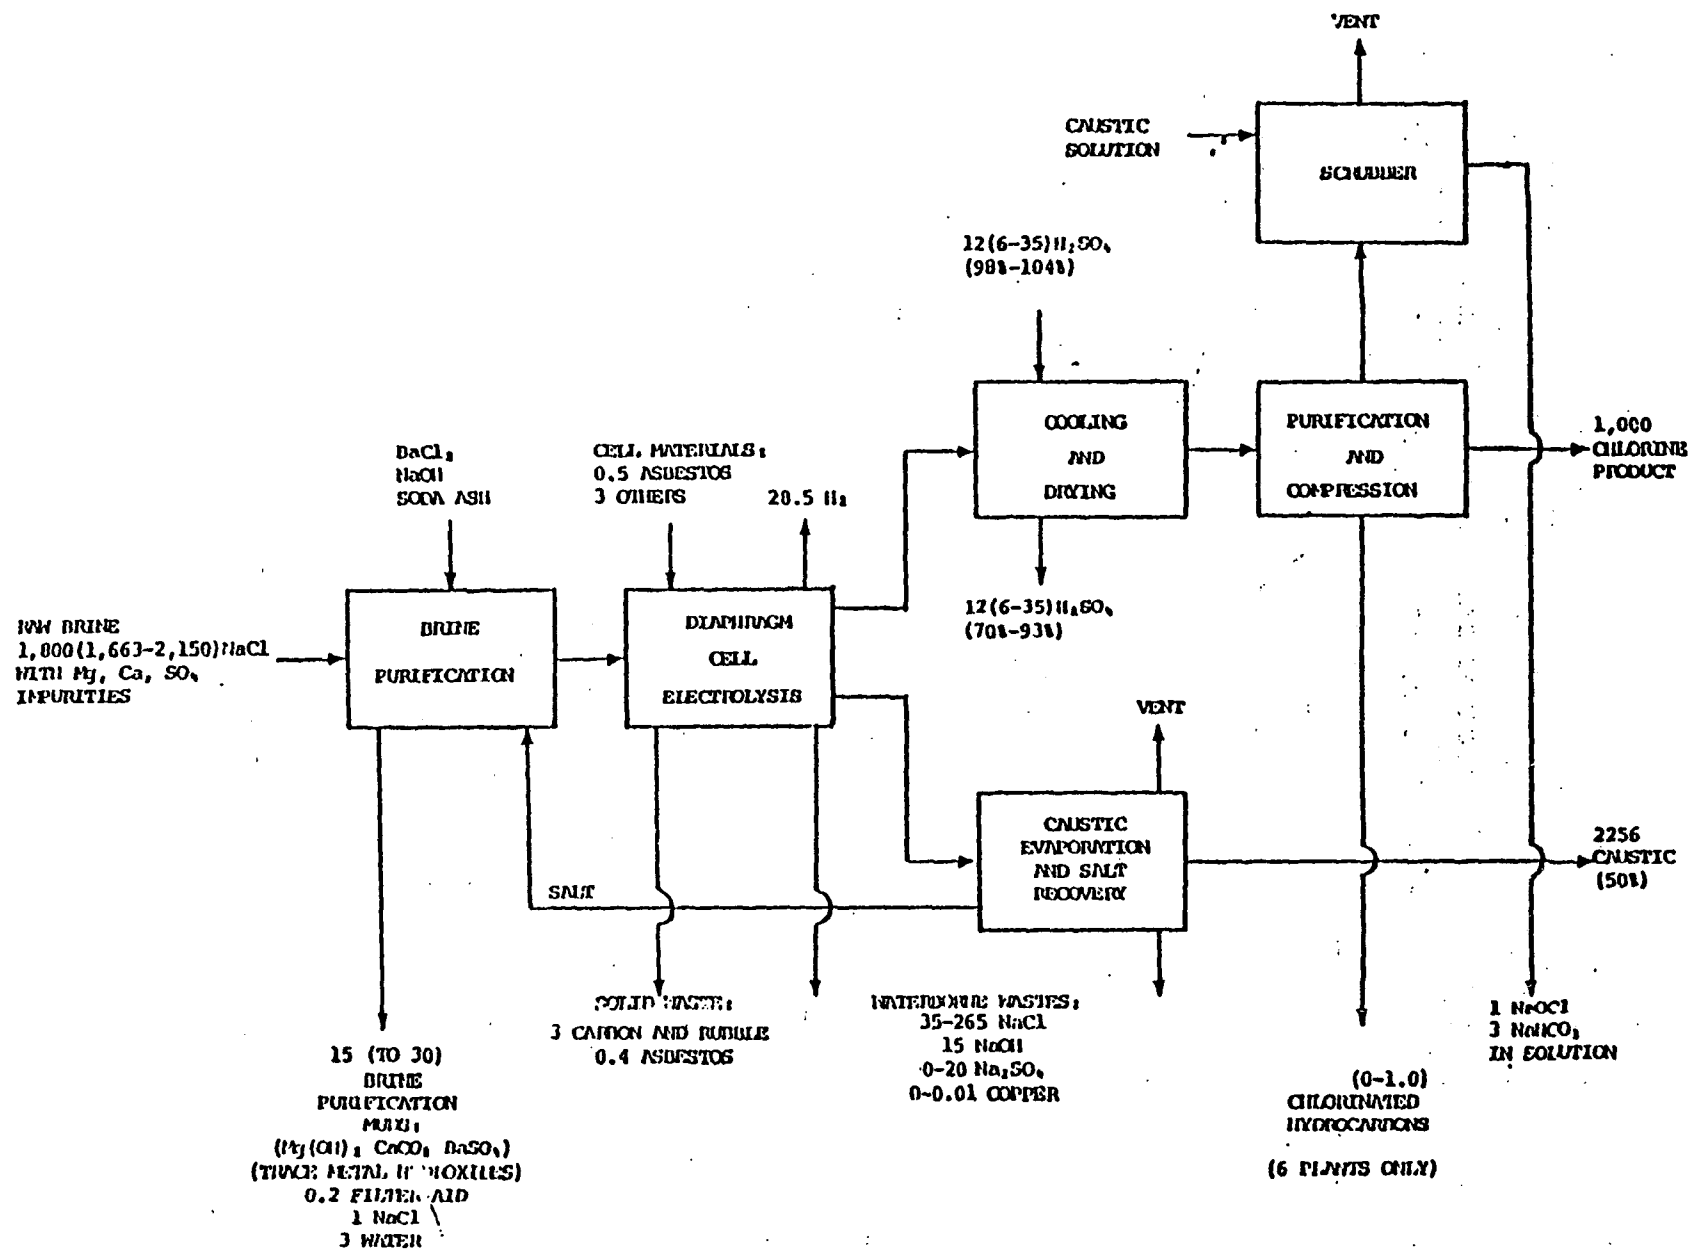 VENT
CAUSTIC
SOLUTION
SCRUBBER
12(6-35)H₂SO₄
(98%-104%)
COOLING
AND
DRYING
PURIFICATION
AND
COMPRESSION
1,000
CHLORINE
PRODUCT
BaCl₂
NaOH
SODA ASH
CELL MATERIALS:
0.5 ASBESTOS
3 OTHERS
28.5 H₂
12(6-35)H₂SO₄
(70%-93%)
RAW BRINE
1,800(1,663-2,150)NaCl
WITH Mg, Ca, SO₄
IMPURITIES
BRINE
PURIFICATION
DIAPHRAGM
CELL
ELECTROLYSIS
VENT
CAUSTIC
EVAPORATION
AND SALT
RECOVERY
2256
CAUSTIC
(50%)
SALT
SOLID WASTE:
3 CARBON AND RUBBLE
0.4 ASBESTOS
WATERBORNE WASTES:
35-265 NaCl
15 NaOH
0-20 Na₂SO₄
0-0.01 COPPER
1 NaOCl
3 NaHCO₃
IN SOLUTION
15 (TO 30)
BRINE
PURIFICATION
MUDS:
(Mg(OH)₂ CaCO₃ BaSO₄)
(TRACE METAL HYDROXIDES)
0.2 FILTER AID
1 NaCl
3 WATER
(0-1.0)
CHLORINATED
HYDROCARBONS
(6 PLANTS ONLY)